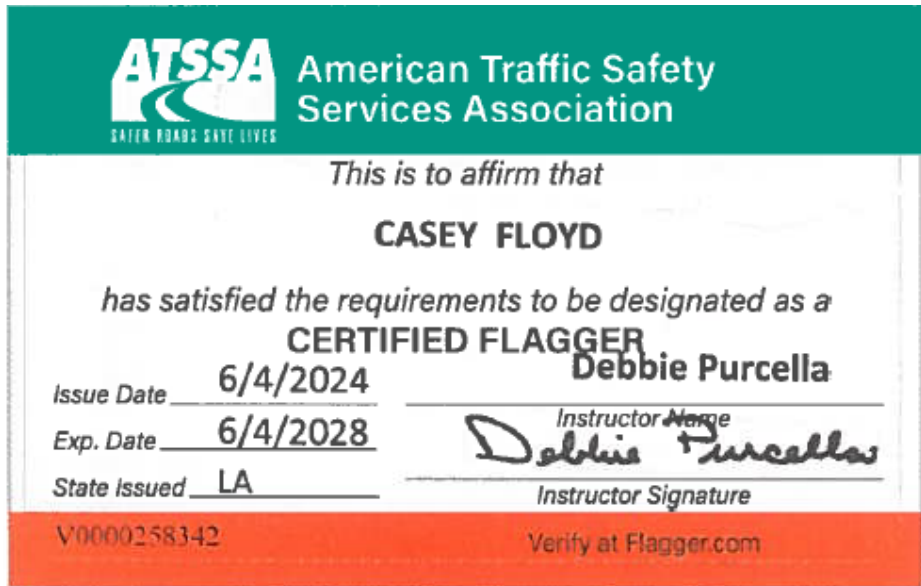 ATSSA
SAFER ROADS SAVE LIVES
American Traffic Safety
Services Association
This is to affirm that
CASEY FLOYD
has satisfied the requirements to be designated as a
CERTIFIED FLAGGER
Issue Date 6/4/2024
Debbie Purcella
Instructor Name
Exp. Date 6/4/2028
Debbie Purcella
State Issued LA
Instructor Signature
V0000258342
Verify at Flagger.com